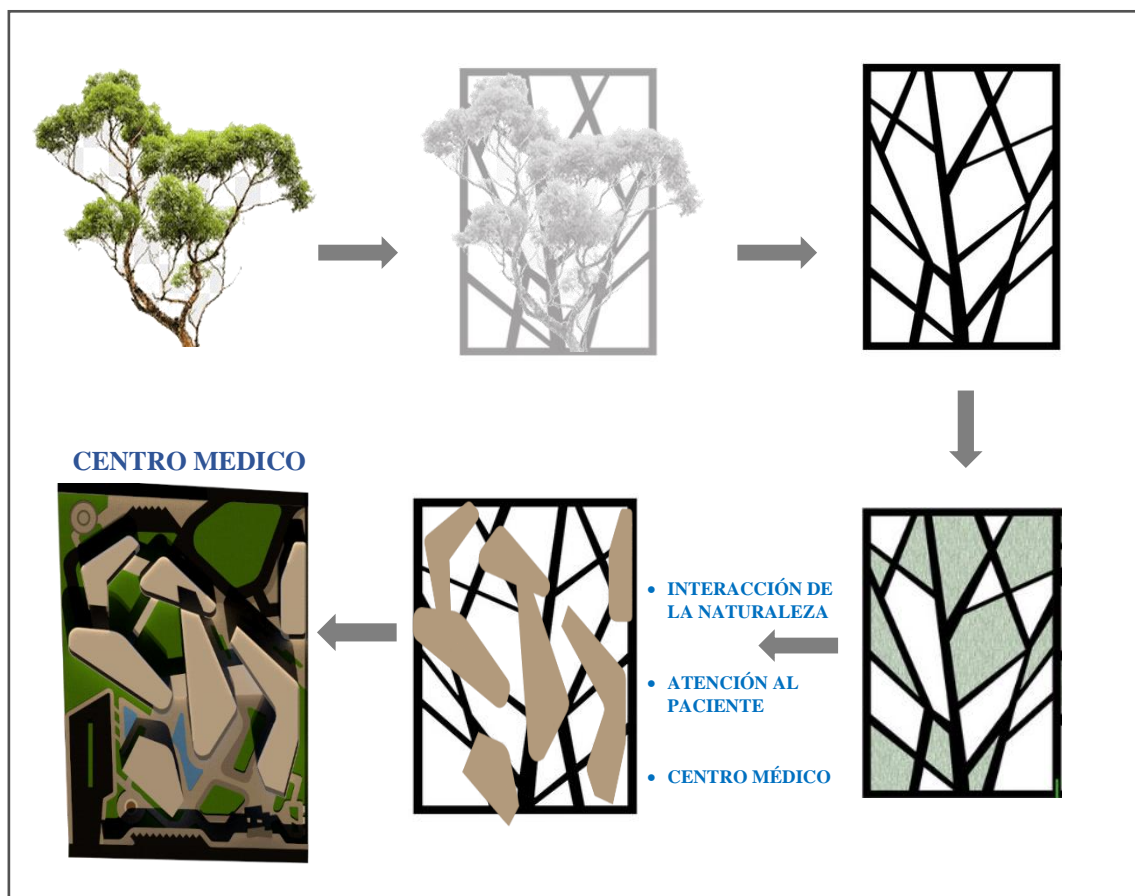 CENTRO MEDICO
• INTERACCIÓN DE
LA NATURALEZA
• ATENCIÓN AL
PACIENTE
• CENTRO MÉDICO